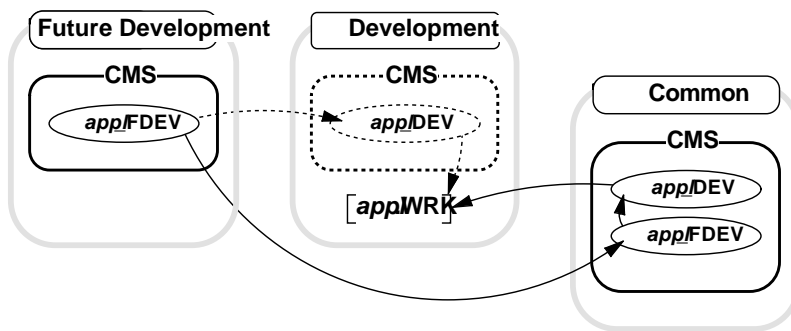 Future Development
Development
CMS
CMS
Common
appl_FDEV
appl_DEV
CMS
appl_DEV
[appl_WRK]
appl_FDEV